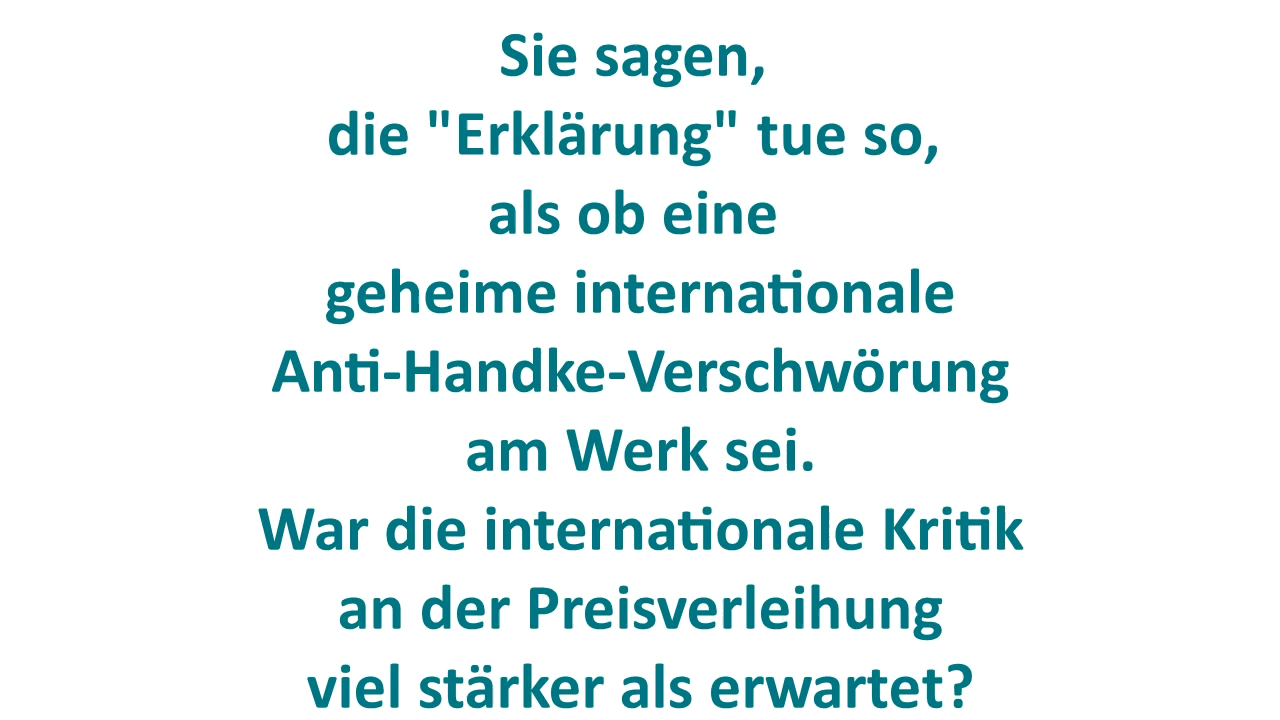 Sie sagen,
die "Erklärung" tue so,
als ob eine
geheime internationale
Anti-Handke-Verschwörung
am Werk sei.
War die internationale Kritik
an der Preisverleihung
viel stärker als erwartet?